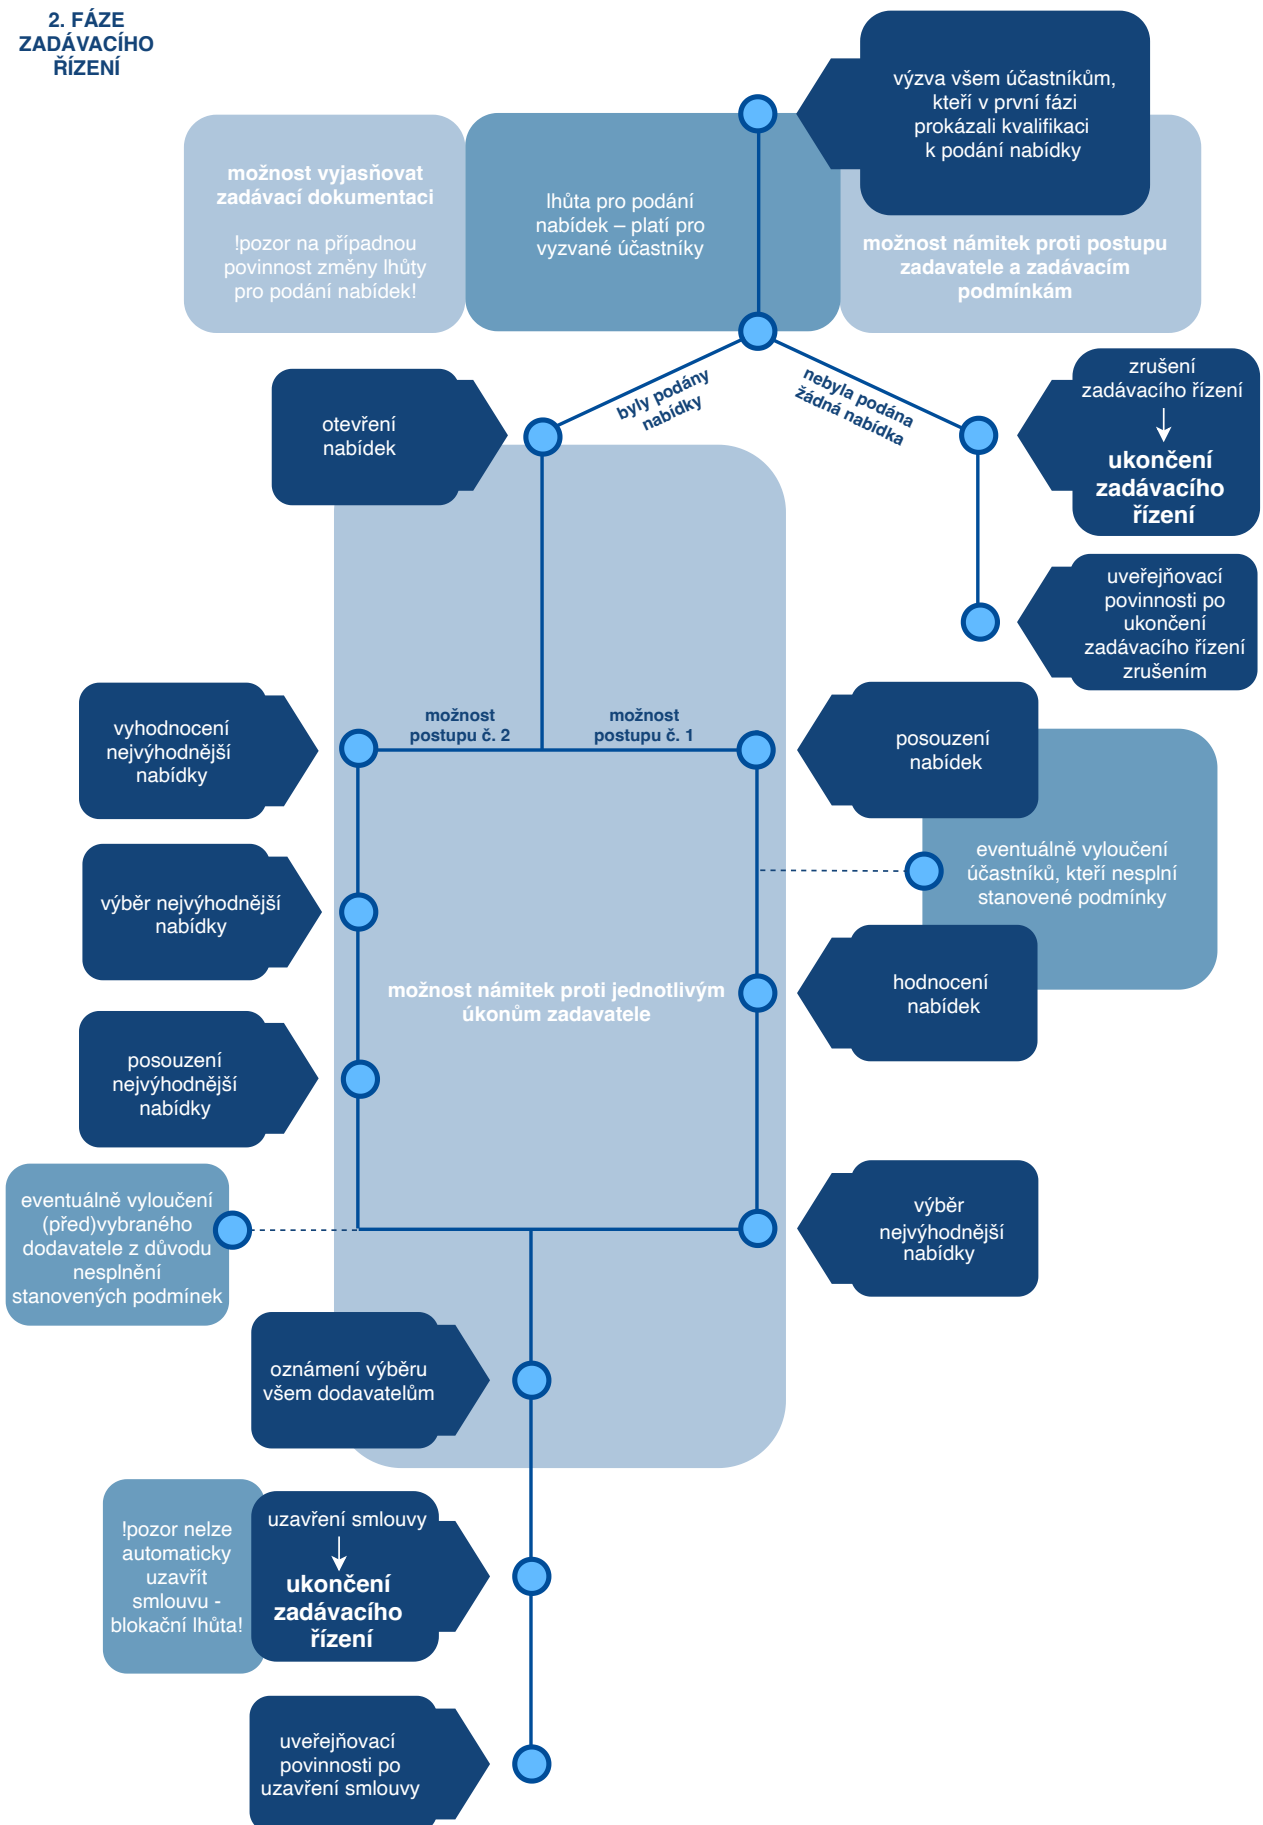 2. FÁZE
ZADÁVACÍHO
ŘÍZENÍ
výzva všem účastníkům,
kteří v první fázi
prokázali kvalifikaci
k podání nabídky
možnost vyjasňovat
zadávací dokumentaci
!pozor na případnou
povinnost změny lhůty
pro podání nabídek!
lhůta pro podání
nabídek – platí pro
vyzvané účastníky
možnost námitek proti postupu
zadavatele a zadávacím
podmínkám
byly podány
nabídky
nebyla podána
žádná nabídka
otevření
nabídek
zrušení
zadávacího řízení
ukončení
zadávacího
řízení
uveřejňovací
povinnosti po
ukončení
zadávacího řízení
zrušením
možnost
postupu č. 2
možnost
postupu č. 1
vyhodnocení
nejvýhodnější
nabídky
posouzení
nabídek
eventuálně vyloučení
účastníků, kteří nesplní
stanovené podmínky
výběr nejvýhodnější
nabídky
hodnocení
nabídek
možnost námitek proti jednotlivým
úkonům zadavatele
posouzení
nejvýhodnější
nabídky
eventuálně vyloučení
(před)vybraného
dodavatele z důvodu
nesplnění
stanovených podmínek
výběr
nejvýhodnější
nabídky
oznámení výběru
všem dodavatelům
!pozor nelze
automaticky
uzavřít
smlouvu -
blokační lhůta!
uzavření smlouvy
ukončení
zadávacího
řízení
uveřejňovací
povinnosti po
uzavření smlouvy